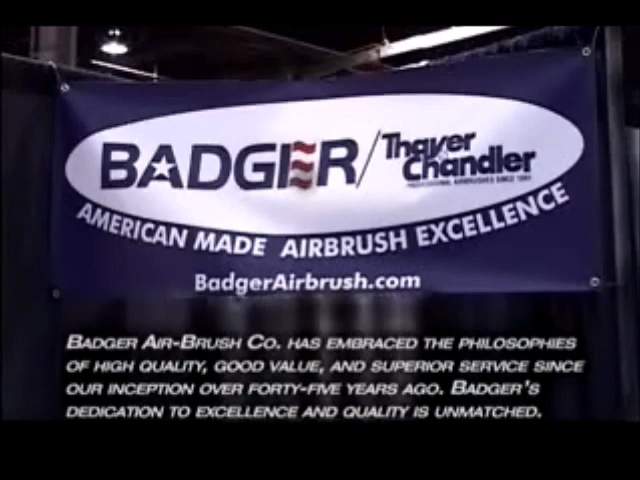 BADGER/Thayer & Chandler
AMERICAN MADE AIRBRUSH EXCELLENCE
BadgerAirbrush.com
BADGER AIR-BRUSH CO. HAS EMBRACED THE PHILOSOPHIES
OF HIGH QUALITY, GOOD VALUE, AND SUPERIOR SERVICE SINCE
OUR INCEPTION OVER FORTY-FIVE YEARS AGO. BADGER'S
DEDICATION TO EXCELLENCE AND QUALITY IS UNMATCHED.